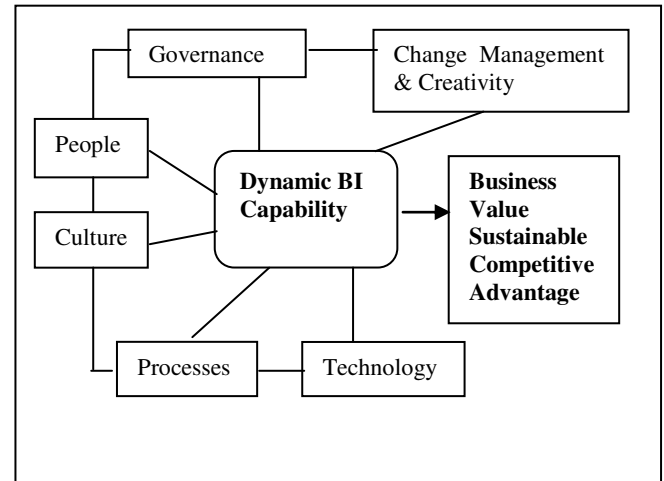 Governance
Change Management
& Creativity
People
Dynamic BI
Capability
Business
Value
Sustainable
Competitive
Advantage
Culture
Processes
Technology